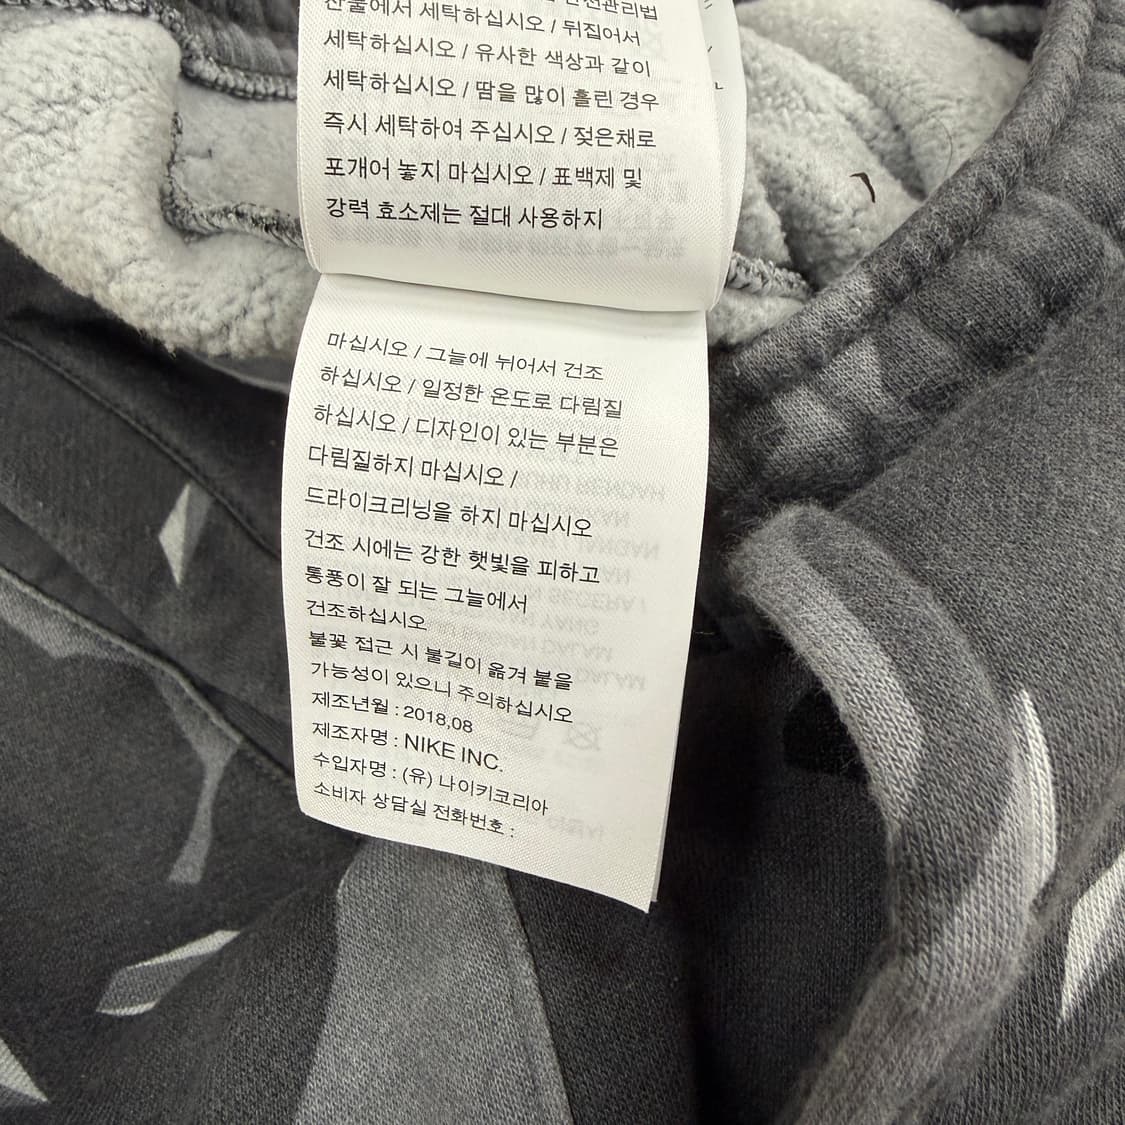 안전관리법
찬물에서 세탁하십시오 / 뒤집어서
세탁하십시오 / 유사한 색상과 같이
세탁하십시오 / 땀을 많이 흘린 경우
즉시 세탁하여 주십시오 / 젖은채로
포개어 놓지 마십시오 / 표백제 및
강력 효소제는 절대 사용하지
마십시오 / 그늘에 뉘어서 건조
하십시오 / 일정한 온도로 다림질
하십시오 / 디자인이 있는 부분은
다림질하지 마십시오 /
드라이크리닝을 하지 마십시오
건조 시에는 강한 햇빛을 피하고
통풍이 잘 되는 그늘에서
건조하십시오
불꽃 접근 시 불길이 옮겨 붙을
가능성이 있으니 주의하십시오
제조년월 : 2018,08
제조자명 : NIKE INC.
수입자명 : (유) 나이키코리아
소비자 상담실 전화번호 :